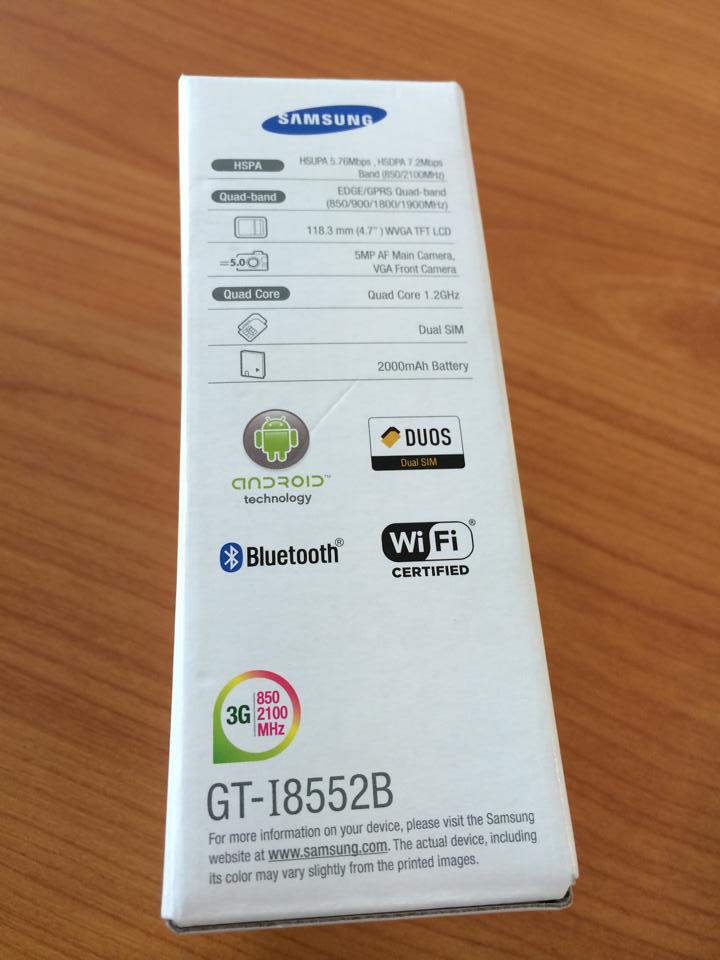 SAMSUNG
HSPA HSUPA 5.76Mbps , HSDPA 7.2Mbps
Band (850/2100MHz)
Quad-band EDGE/GPRS Quad-band
(850/900/1800/1900MHz)
118.3 mm (4.7" ) WVGA TFT LCD
=5.0 5MP AF Main Camera,
VGA Front Camera
Quad Core Quad Core 1.2GHz
Dual SIM
2000mAh Battery
ANDROID™
technology
DUOS
Dual SIM
Bluetooth®
Wi Fi®
CERTIFIED
3G 850
2100
MHz
GT-I8552B
For more information on your device, please visit the Samsung
website at www.samsung.com. The actual device, including
its color may vary slightly from the printed images.